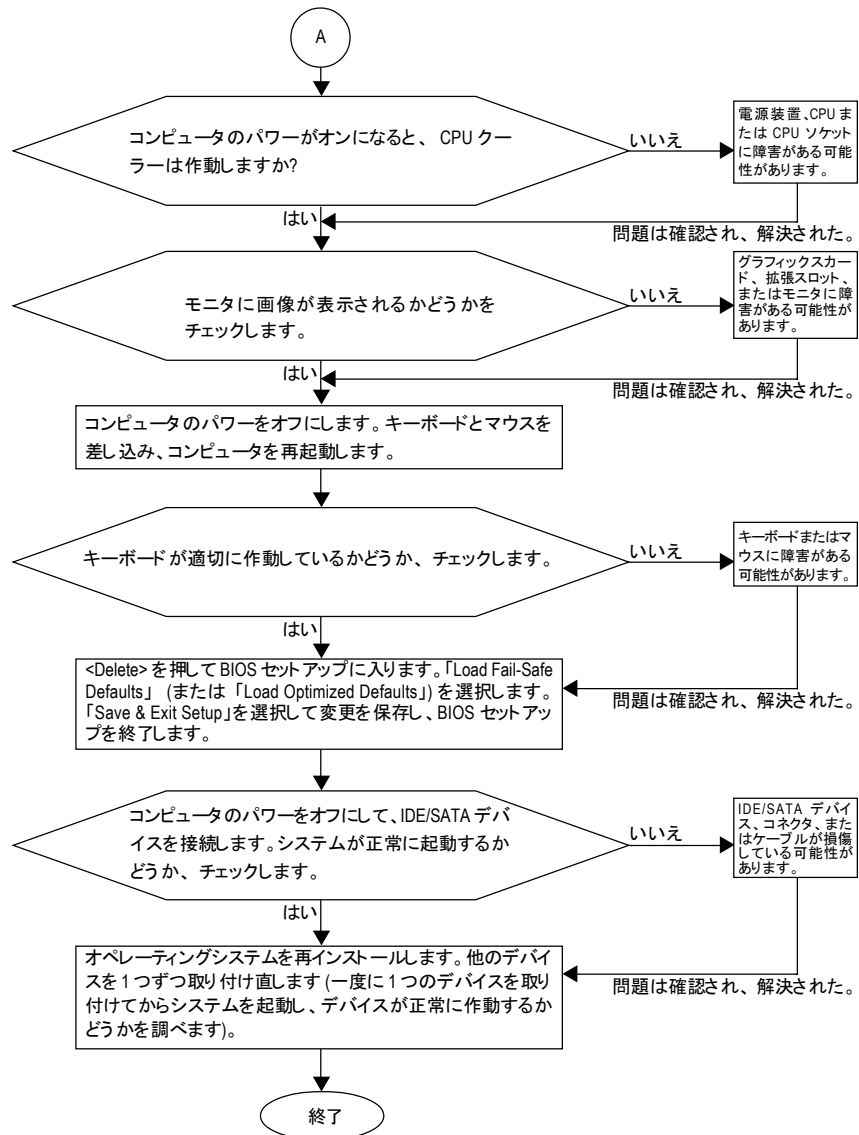 A
コンピュータのパワーがオンになると、CPU クー
ラーは作動しますか?
いいえ
電源装置、CPU ま
たは CPU ソケット
に障害がある可能
性があります。
はい
問題は確認され、解決された。
モニタに画像が表示されるかどうかを
チェックします。
いいえ
グラフィックスカー
ド、拡張スロット、
またはモニタに障
害がある可能性が
あります。
はい
問題は確認され、解決された。
コンピュータのパワーをオフにします。キーボードとマウスを
差し込み、コンピュータを再起動します。
キーボードが適切に作動しているかどうか、チェックします。
いいえ
キーボードまたはマ
ウスに障害がある
可能性があります。
はい
問題は確認され、解決された。
<Delete> を押して BIOS セットアップに入ります。「Load Fail-Safe
Defaults」 (または 「Load Optimized Defaults」) を選択します。
「Save & Exit Setup」を選択して変更を保存し、BIOS セットアッ
プを終了します。
コンピュータのパワーをオフにして、IDE/SATA デバ
イスを接続します。システムが正常に起動するか
どうか、チェックします。
いいえ
IDE/SATA デバイ
ス、コネクタ、また
はケーブルが損傷
している可能性が
あります。
はい
問題は確認され、解決された。
オペレーティングシステムを再インストールします。他のデバイ
スを 1 つずつ取り付け直します (一度に 1 つのデバイスを取り
付けてからシステムを起動し、デバイスが正常に作動するか
どうかを調べます)。
終了